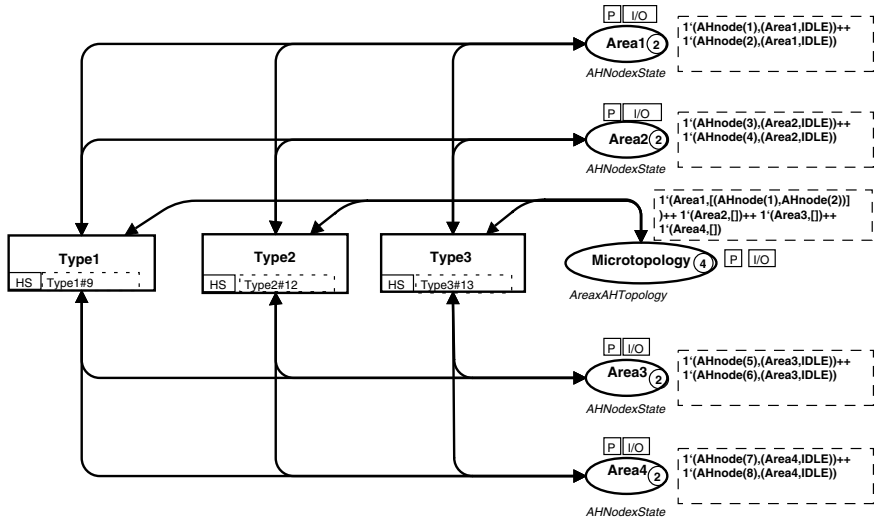 P I/O
Area1 2
AHNodexState
1‘(AHnode(1),(Area1,IDLE))++
1‘(AHnode(2),(Area1,IDLE))
P I/O
Area2 2
AHNodexState
1‘(AHnode(3),(Area2,IDLE))++
1‘(AHnode(4),(Area2,IDLE))
1‘(Area1,[(AHnode(1),AHnode(2))]
)++ 1‘(Area2,[])++ 1‘(Area3,[])++
1‘(Area4,[])
Type1
HS Type1#9
Type2
HS Type2#12
Type3
HS Type3#13
Microtopology 4
P I/O
AreaxAHTopology
P I/O
Area3 2
AHNodexState
1‘(AHnode(5),(Area3,IDLE))++
1‘(AHnode(6),(Area3,IDLE))
P I/O
Area4 2
AHNodexState
1‘(AHnode(7),(Area4,IDLE))++
1‘(AHnode(8),(Area4,IDLE))